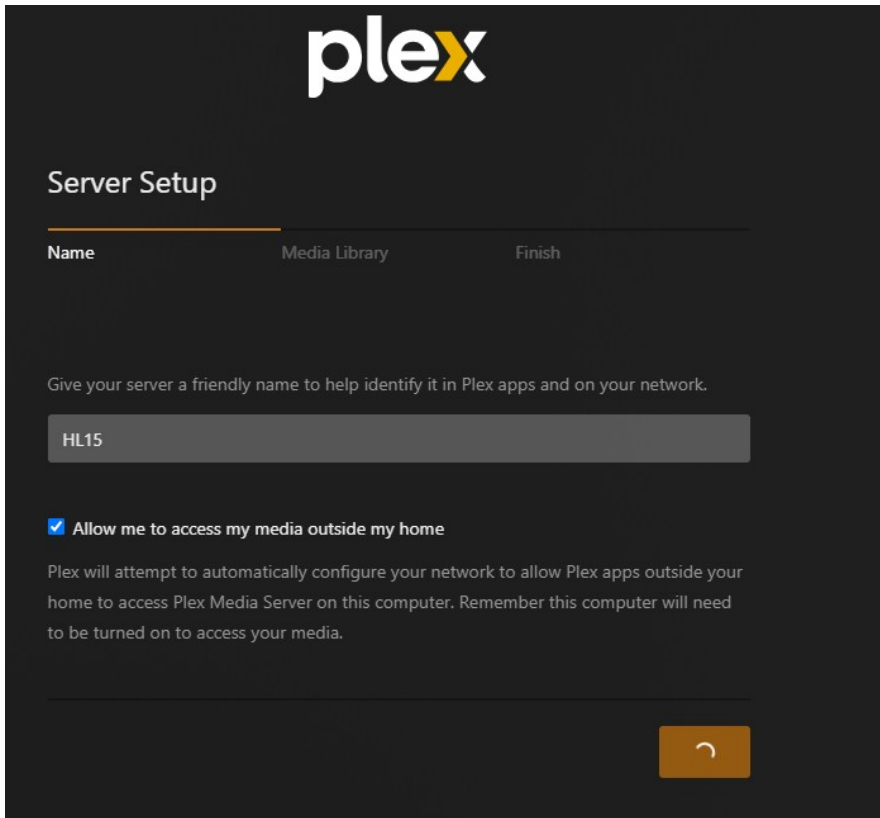 plex
Server Setup
Name
Media Library
Finish
Give your server a friendly name to help identify it in Plex apps and on your network.
HL15
Allow me to access my media outside my home
Plex will attempt to automatically configure your network to allow Plex apps outside your
home to access Plex Media Server on this computer. Remember this computer will need
to be turned on to access your media.